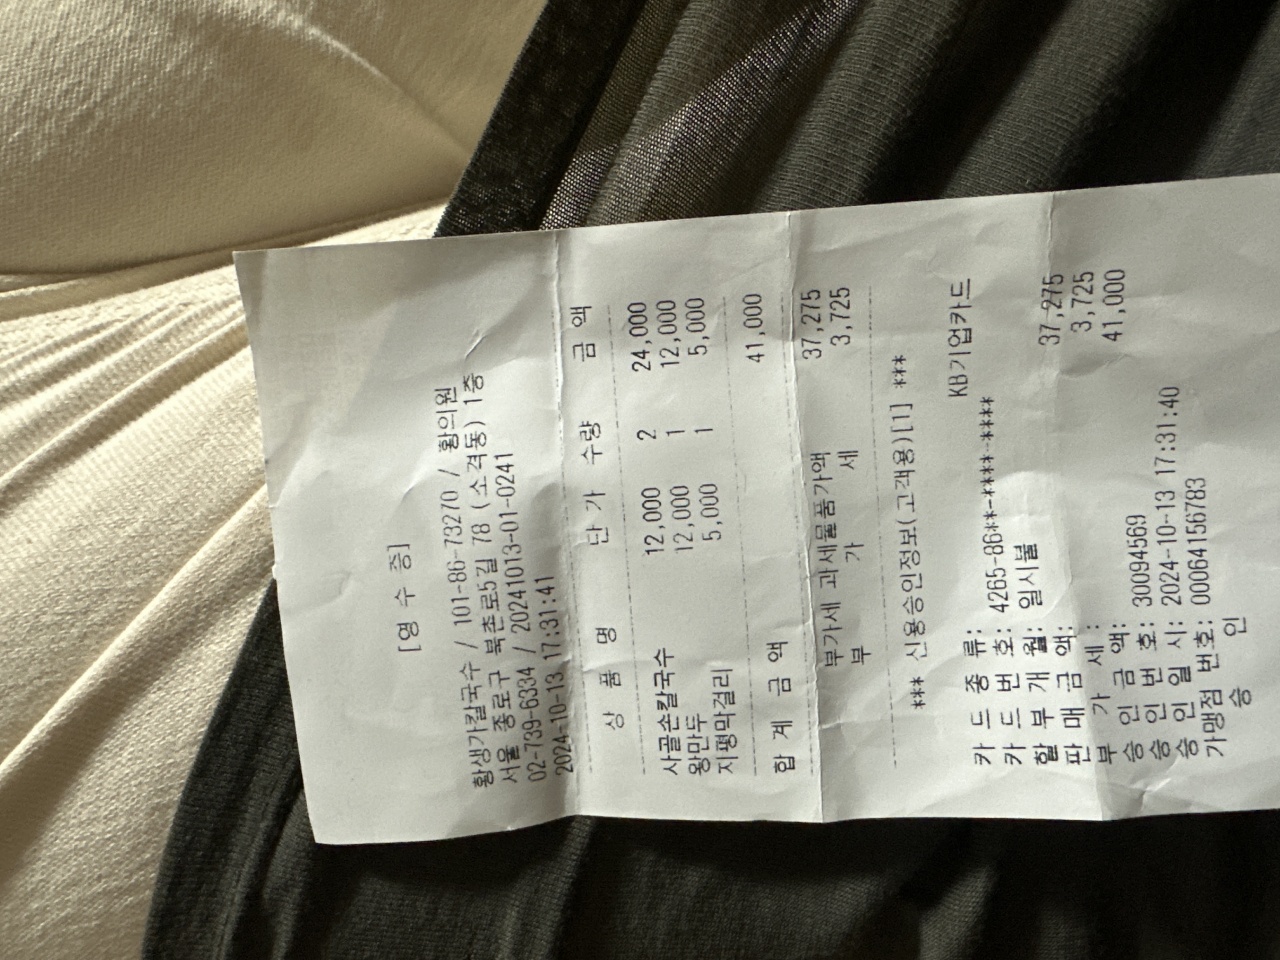 [영 수 증]
황생가칼국수 / 101-86-73270 / 황의원
서울 종로구 북촌로5길 78 (소격동) 1층
02-739-6334 / 20241013-01-0241
2024-10-13 17:31:41
상 품 명 단 가 수 량 금 액
사골손칼국수 12,000 2 24,000
왕만두 12,000 1 12,000
지평막걸리 5,000 1 5,000
합 계 금 액 41,000
부가세 과세물품가액 37,275
부 가 세 3,725
*** 신용승인정보(고객용)[1] ***
카 드 종 류: KB기업카드
카 드 번 호: 4265-86**-****-****
할 부 개 월: 일시불
판 매 금 액: 37,275
부 가 세: 3,725
승 인 금 액: 41,000
승 인 번 호: 30094569
승 인 일 시: 2024-10-13 17:31:40
가맹점 번호: 00064156783
승 인